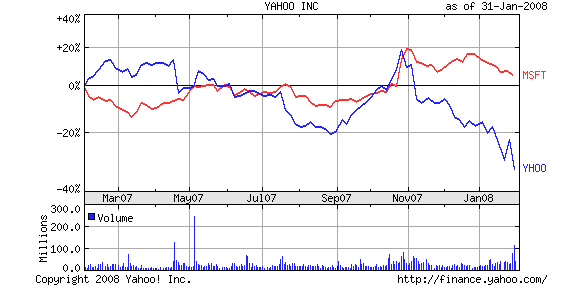 YAHOO INC as of 31-Jan-2008
+40%
+20%
MSFT
0%
-20%
YHOO
-40%
Mar07 May07 Jul07 Sep07 Nov07 Jan08
300.0
Volume
200.0
Millions
100.0
0.0
Copyright 2008 Yahoo! Inc. http://finance.yahoo.com/